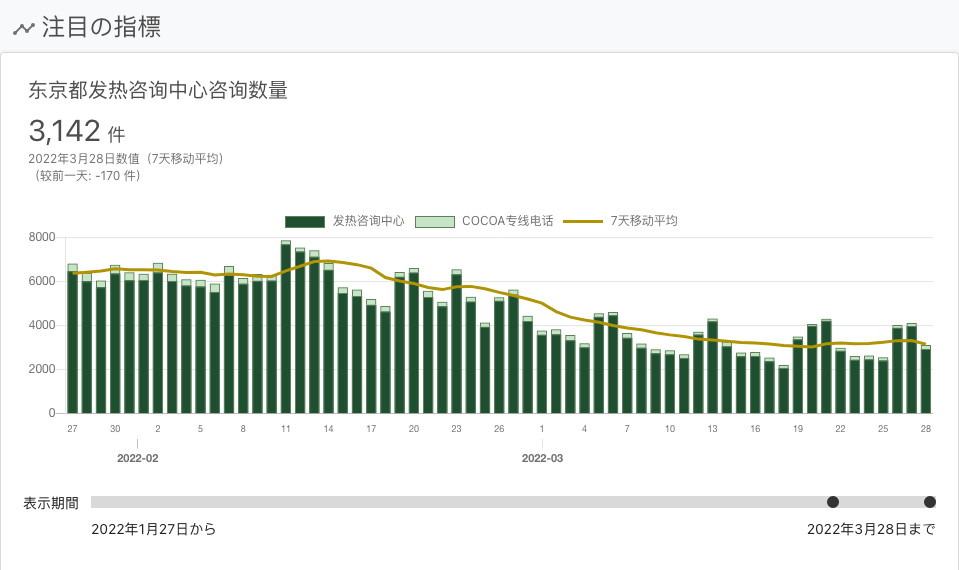 注目の指標
东京都发热咨询中心咨询数量
3,142 件
2022年3月28日数值（7天移动平均）
（较前一天: -170 件）
发热咨询中心 COCOA专线电话 7天移动平均
8000
6000
4000
2000
0
27 30 2 5 8 11 14 17 20 23 26 1 4 7 10 13 16 19 22 25 28
2022-02 2022-03
表示期間
2022年1月27日から 2022年3月28日まで